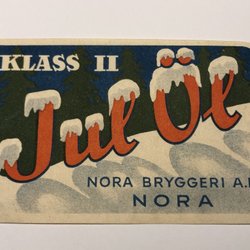 KLASS II
Jul Öl
NORA BRYGGERI A.B.
NORA